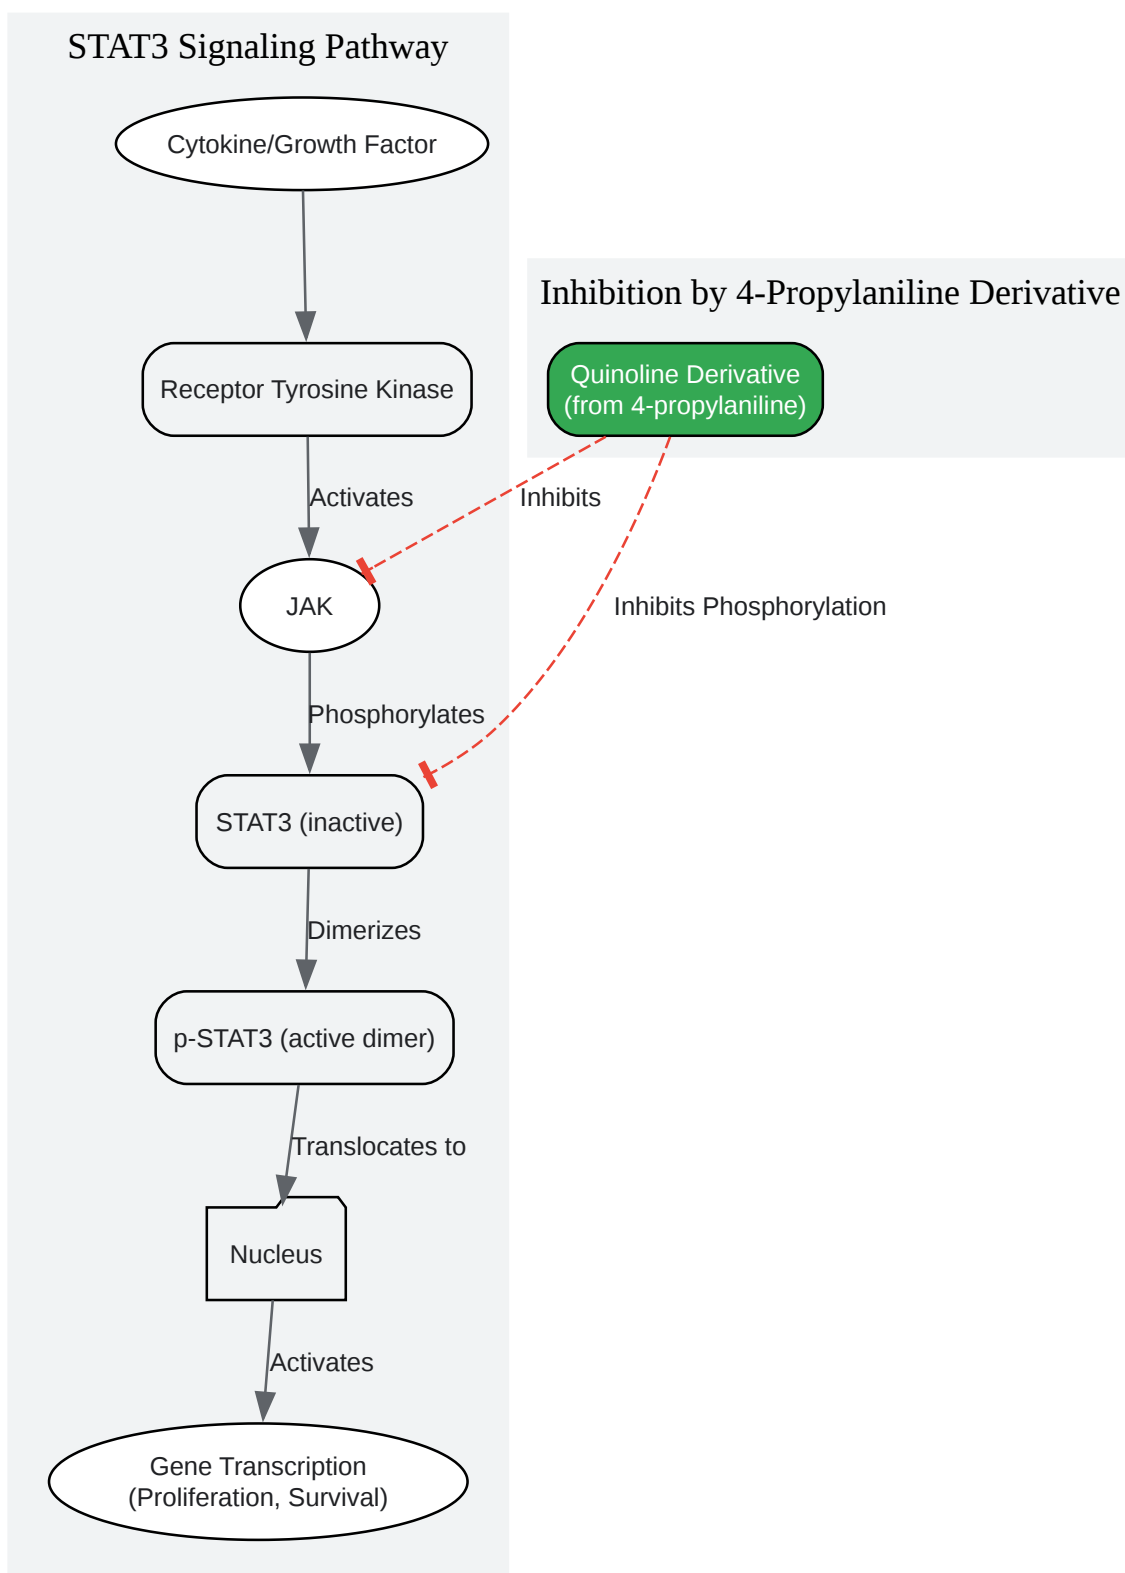 STAT3 Signaling Pathway
Cytokine/Growth Factor
Inhibition by 4-Propylaniline Derivative
Quinoline Derivative
(from 4-propylaniline)
Receptor Tyrosine Kinase
Activates
Inhibits
JAK
Inhibits Phosphorylation
Phosphorylates
STAT3 (inactive)
Dimerizes
p-STAT3 (active dimer)
Translocates to
Nucleus
Activates
Gene Transcription
(Proliferation, Survival)